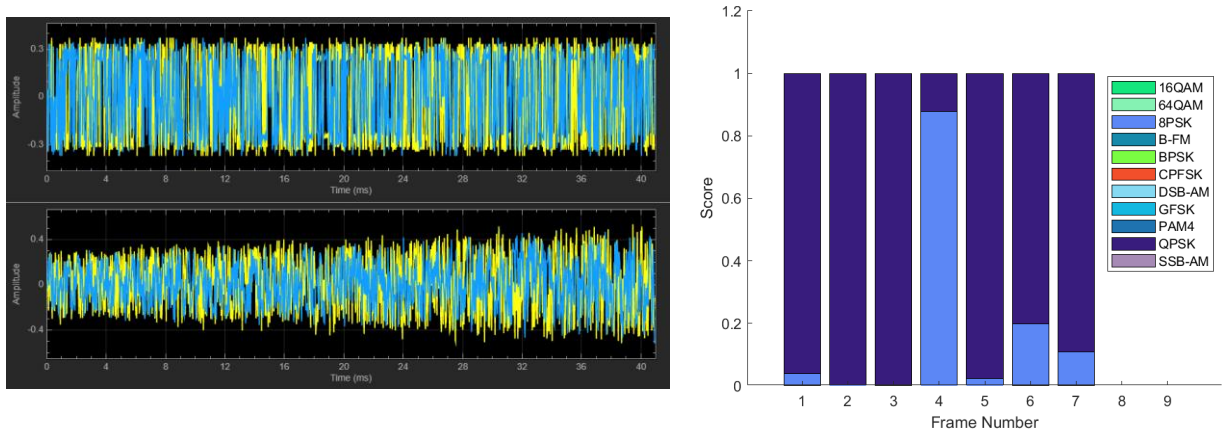 0.3
0
-0.3
Amplitude
0 4 8 12 16 20 24 28 32 36 40
Time (ms)
0.4
0
-0.4
Amplitude
0 4 8 12 16 20 24 28 32 36 40
Time (ms)
1.2
1
0.8
0.6
0.4
0.2
0
Score
1 2 3 4 5 6 7 8 9
Frame Number
16QAM
64QAM
8PSK
B-FM
BPSK
CPFSK
DSB-AM
GFSK
PAM4
QPSK
SSB-AM